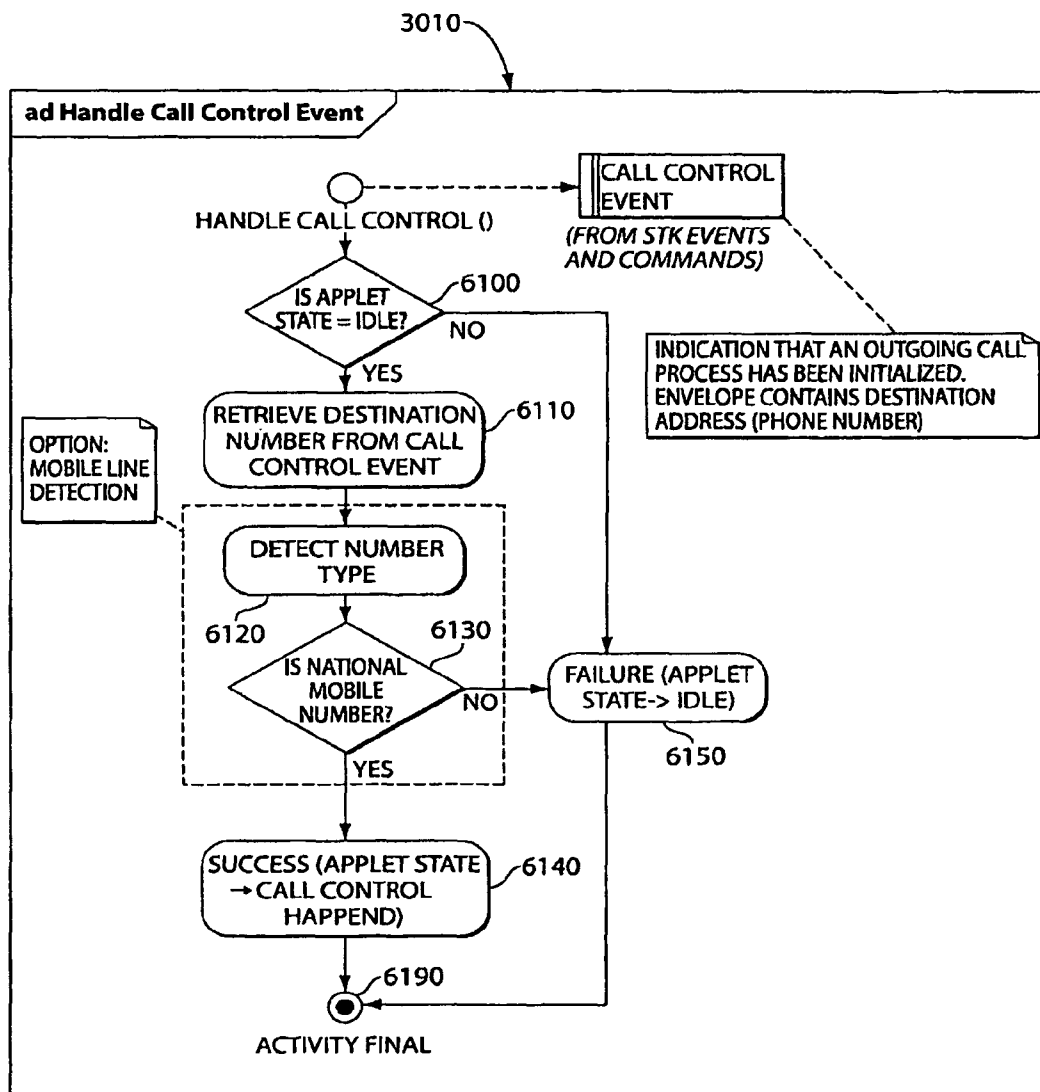 3010
ad Handle Call Control Event
CALL CONTROL
EVENT
HANDLE CALL CONTROL ()
(FROM STK EVENTS
AND COMMANDS)
IS APPLET
STATE = IDLE?
6100
NO
YES
INDICATION THAT AN OUTGOING CALL
PROCESS HAS BEEN INITIALIZED.
ENVELOPE CONTAINS DESTINATION
ADDRESS (PHONE NUMBER)
RETRIEVE DESTINATION
NUMBER FROM CALL
CONTROL EVENT
6110
OPTION:
MOBILE LINE
DETECTION
DETECT NUMBER
TYPE
6120
6130
IS NATIONAL
MOBILE
NUMBER?
NO
YES
FAILURE (APPLET
STATE-> IDLE)
6150
SUCCESS (APPLET STATE
→ CALL CONTROL
HAPPEND)
6140
6190
ACTIVITY FINAL